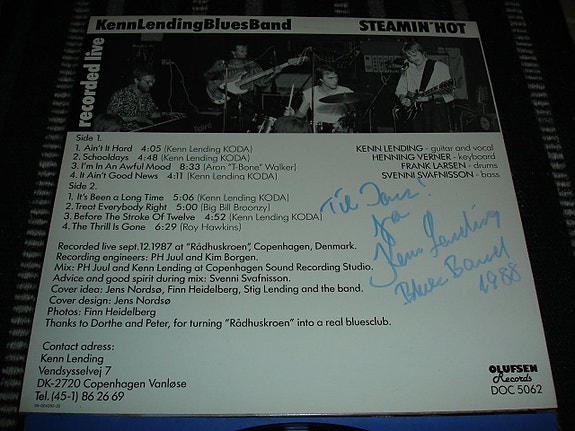 KennLendingBluesBand
STEAMIN'HOT
recorded live
Side 1.
1. Ain't It Hard 4:05 (Kenn Lending KODA)
2. Schooldays 4:48 (Kenn Lending KODA)
3. I'm In An Awful Mood 8:33 (Aron "T-Bone" Walker)
4. It Ain't Good News 4:11 (Kenn Lending KODA)
Side 2.
1. It's Been a Long Time 5:06 (Kenn Lending KODA)
2. Treat Everybody Right 5:00 (Big Bill Broonzy)
3. Before The Stroke Of Twelve 4:52 (Kenn Lending KODA)
4. The Thrill Is Gone 6:29 (Roy Hawkins)
KENN LENDING - guitar and vocal
HENNING VERNER - keyboard
FRANK LARSEN - drums
SVENNI SVAFNISSON - bass
Til Jens!
fra
Kenn Lending
Blues Band
1988
Recorded live sept.12.1987 at "Rådhuskroen", Copenhagen, Denmark.
Recording engineers: PH Juul and Kim Borgen.
Mix: PH Juul and Kenn Lending at Copenhagen Sound Recording Studio.
Advice and good spirit during mix: Svenni Svafnisson.
Cover idea: Jens Nordsø, Finn Heidelberg, Stig Lending and the band.
Cover design: Jens Nordsø
Photos: Finn Heidelberg
Thanks to Dorthe and Peter, for turning "Rådhuskroen" into a real bluesclub.
Contact adress:
Kenn Lending
Vendsysselvej 7
DK-2720 Copenhagen Vanløse
Tel. (45-1) 86 26 69
OLUFSEN
Records
DOC 5062